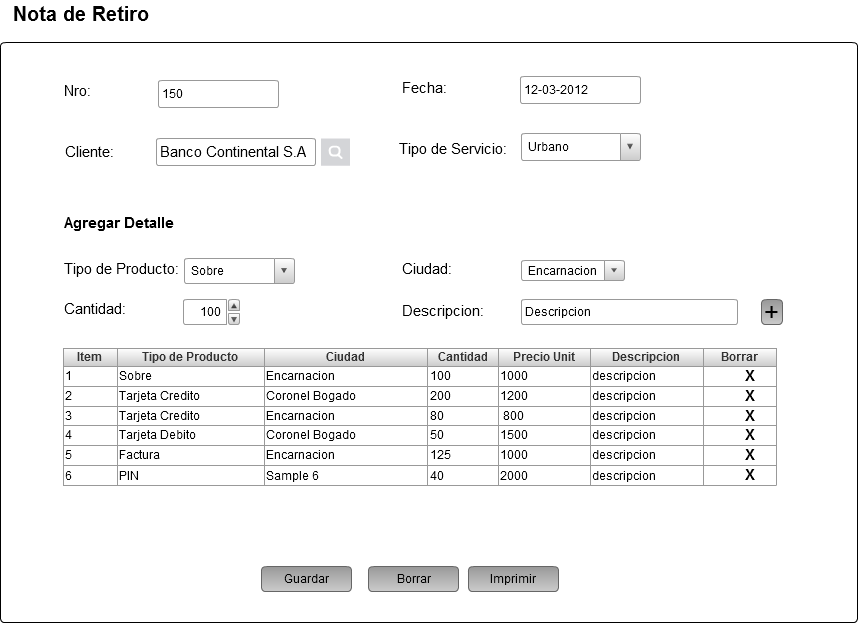 Nota de Retiro
Nro: 150 Fecha: 12-03-2012
Cliente: Banco Continental S.A Tipo de Servicio: Urbano
Agregar Detalle
Tipo de Producto: Sobre Ciudad: Encarnacion
Cantidad: 100 Descripcion: Descripcion +
Item Tipo de Producto Ciudad Cantidad Precio Unit Descripcion Borrar
1 Sobre Encarnacion 100 1000 descripcion X
2 Tarjeta Credito Coronel Bogado 200 1200 descripcion X
3 Tarjeta Credito Encarnacion 80 800 descripcion X
4 Tarjeta Debito Coronel Bogado 50 1500 descripcion X
5 Factura Encarnacion 125 1000 descripcion X
6 PIN Sample 6 40 2000 descripcion X
Guardar Borrar Imprimir